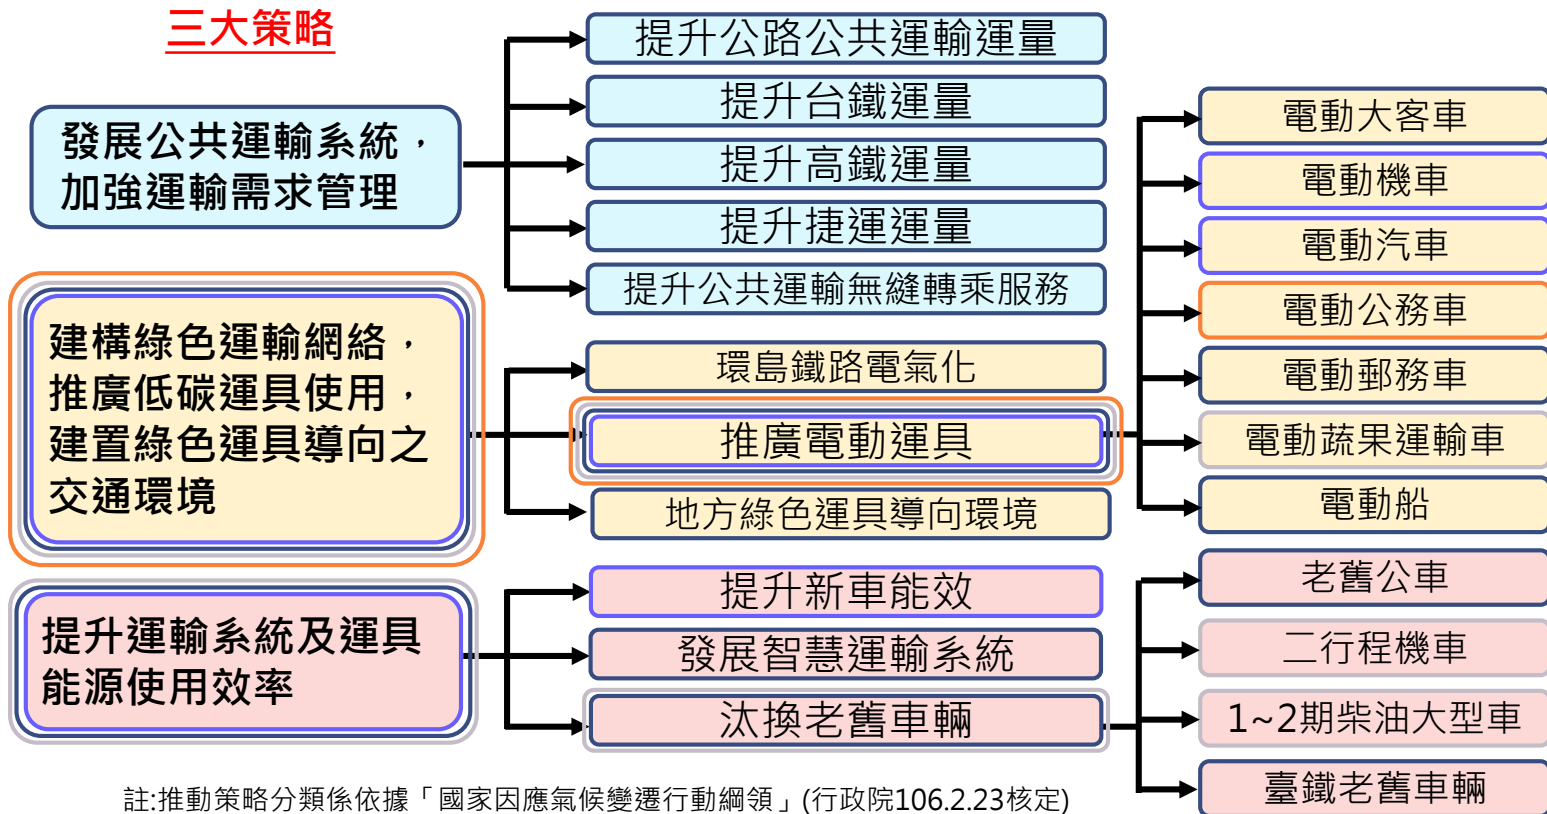 三大策略
發展公共運輸系統，
加強運輸需求管理
提升公路公共運輸運量
提升台鐵運量
提升高鐵運量
提升捷運運量
提升公共運輸無縫轉乘服務
建構綠色運輸網絡，
推廣低碳運具使用，
建置綠色運具導向之
交通環境
環島鐵路電氣化
推廣電動運具
地方綠色運具導向環境
電動大客車
電動機車
電動汽車
電動公務車
電動郵務車
電動蔬果運輸車
電動船
提升運輸系統及運具
能源使用效率
提升新車能效
發展智慧運輸系統
汰換老舊車輛
老舊公車
二行程機車
1~2期柴油大型車
臺鐵老舊車輛
註:推動策略分類係依據「國家因應氣候變遷行動綱領」(行政院106.2.23核定)